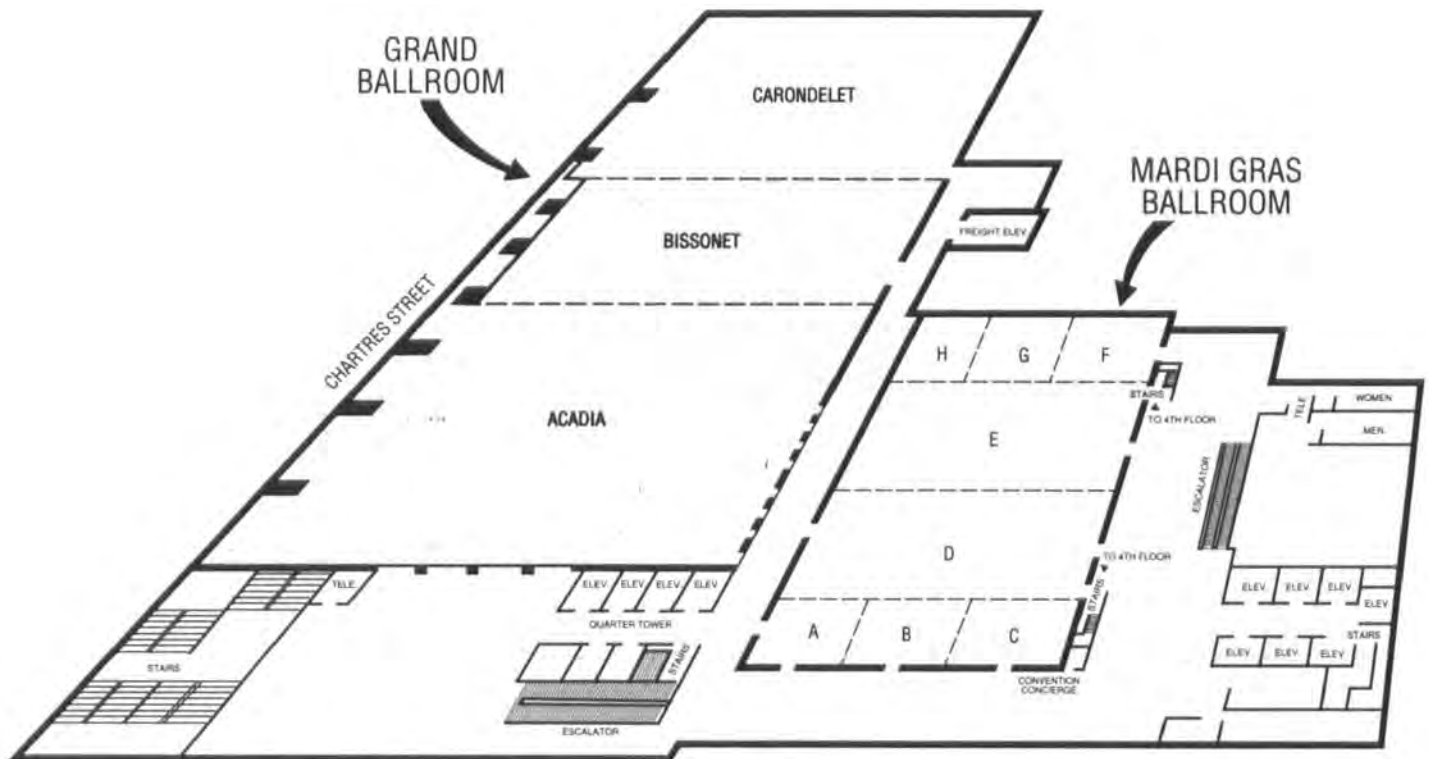 GRAND
BALLROOM
CARONDELET
MARDI GRAS
BALLROOM
FREIGHT ELEV.
BISSONET
CHARTRES STREET
H
G
F
STAIRS
TO 4TH FLOOR
WOMEN
TELE
MEN
ACADIA
E
ESCALATOR
D
TO 4TH FLOOR
TELE.
ELEV.
ELEV.
ELEV.
ELEV
STAIRS
ELEV.
ELEV.
ELEV.
ELEV
QUARTER TOWER
A
B
C
STAIRS
STAIRS
STAIRS
ELEV
ELEV
ELEV
CONVENTION
CONCIERGE
ESCALATOR